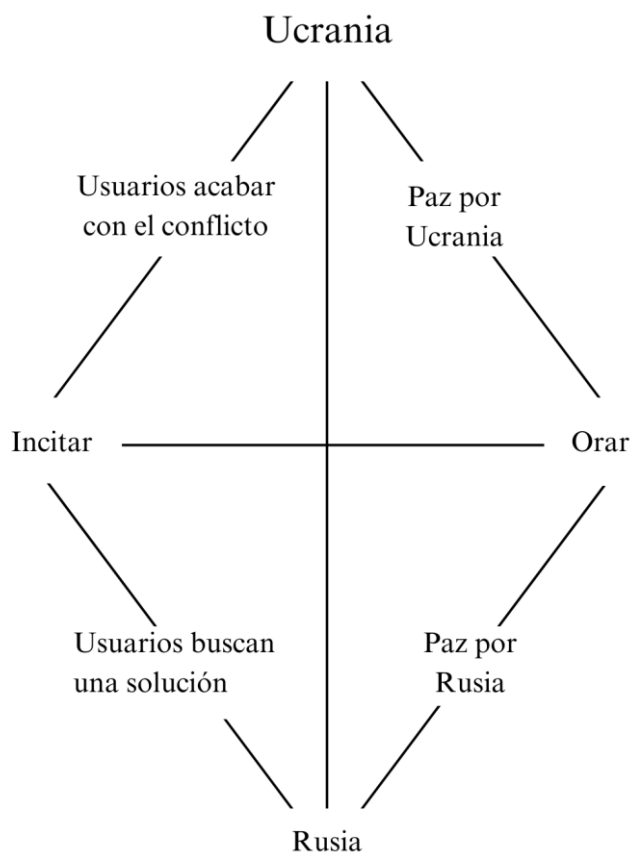 Ucrania
Usuarios acabar
con el conflicto
Paz por
Ucrania
Incitar
Orar
Usuarios buscan
una solución
Paz por
Rusia
Rusia